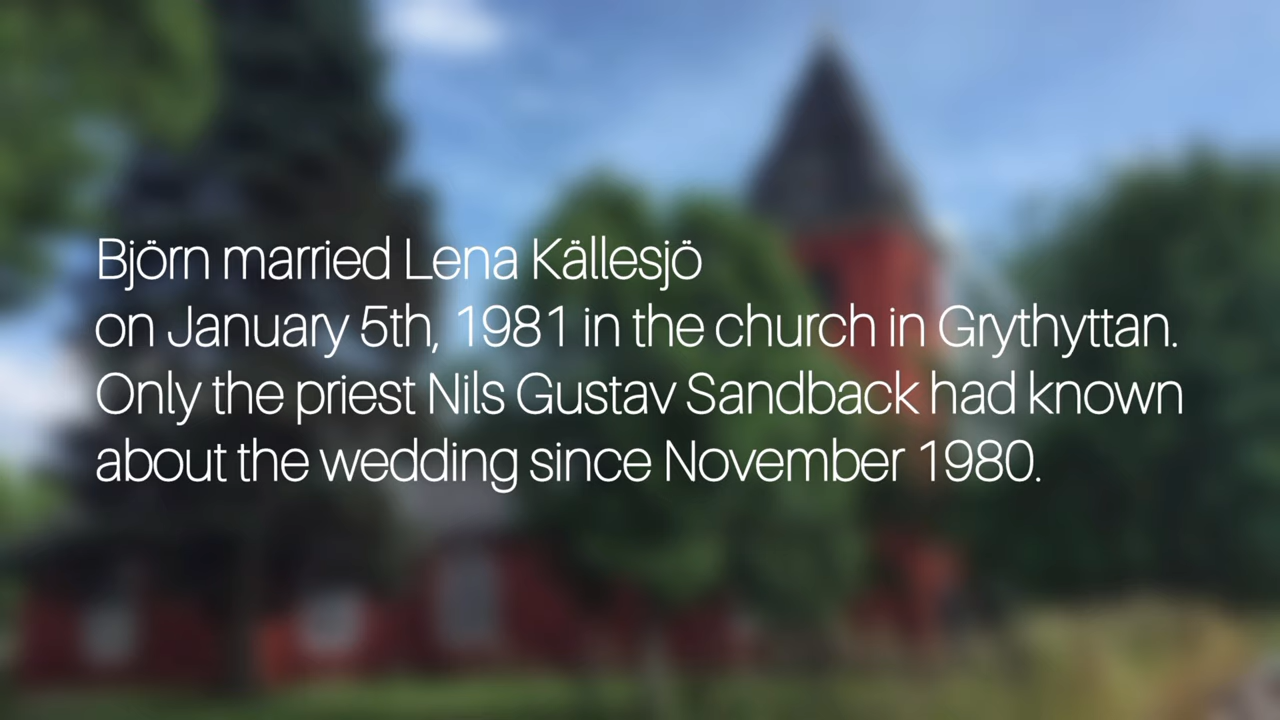 Björn married Lena Källesjö
on January 5th, 1981 in the church in Grythyttan.
Only the priest Nils Gustav Sandback had known
about the wedding since November 1980.